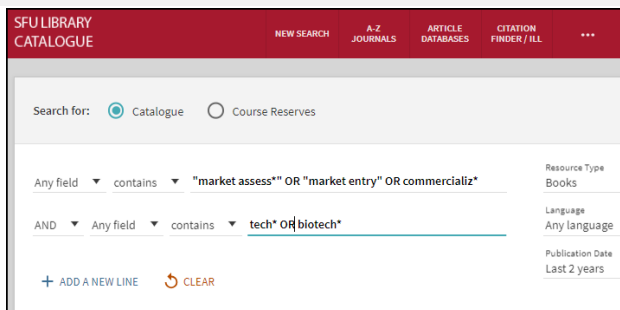 SFU LIBRARY
CATALOGUE
NEW SEARCH
A-Z
JOURNALS
ARTICLE
DATABASES
CITATION
FINDER / ILL
...
Search for: Catalogue Course Reserves
Any field contains "market assess*" OR "market entry" OR commercializ*
AND Any field contains tech* OR biotech*
+ ADD A NEW LINE CLEAR
Resource Type
Books
Language
Any language
Publication Date
Last 2 years